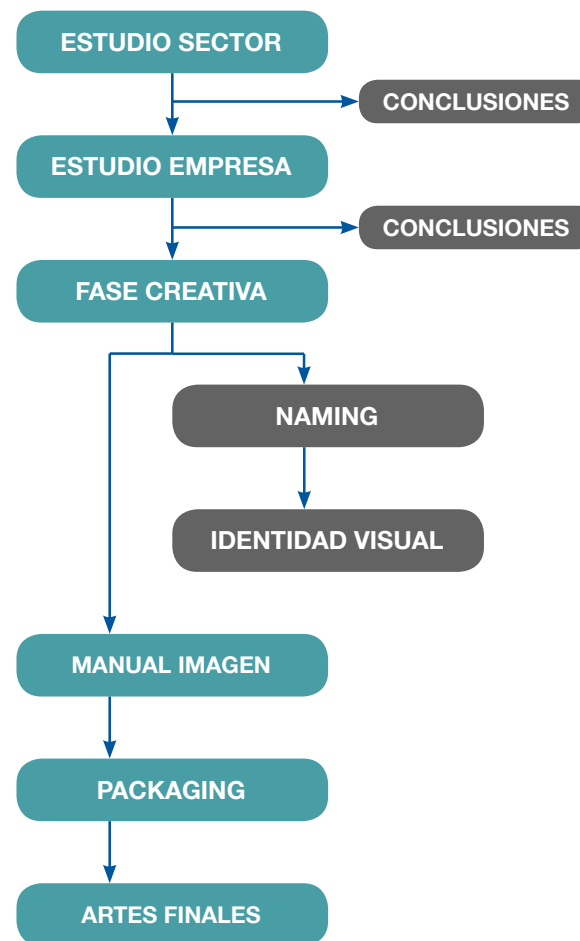 ESTUDIO SECTOR
CONCLUSIONES
ESTUDIO EMPRESA
CONCLUSIONES
FASE CREATIVA
NAMING
IDENTIDAD VISUAL
MANUAL IMAGEN
PACKAGING
ARTES FINALES